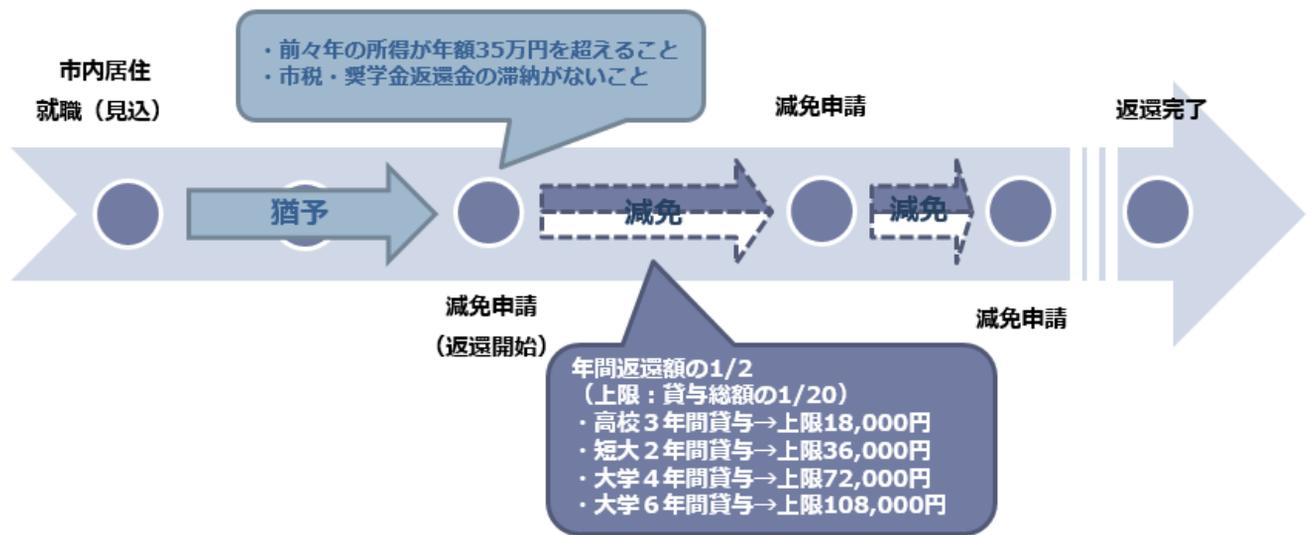 市内居住
就職（見込）
・前々年の所得が年額35万円を超えること
・市税・奨学金返還金の滞納がないこと
減免申請
返還完了
猶予
減免
減免
減免申請
（返還開始）
減免申請
年間返還額の1/2
（上限：貸与総額の1/20）
・高校３年間貸与→上限18,000円
・短大２年間貸与→上限36,000円
・大学４年間貸与→上限72,000円
・大学６年間貸与→上限108,000円